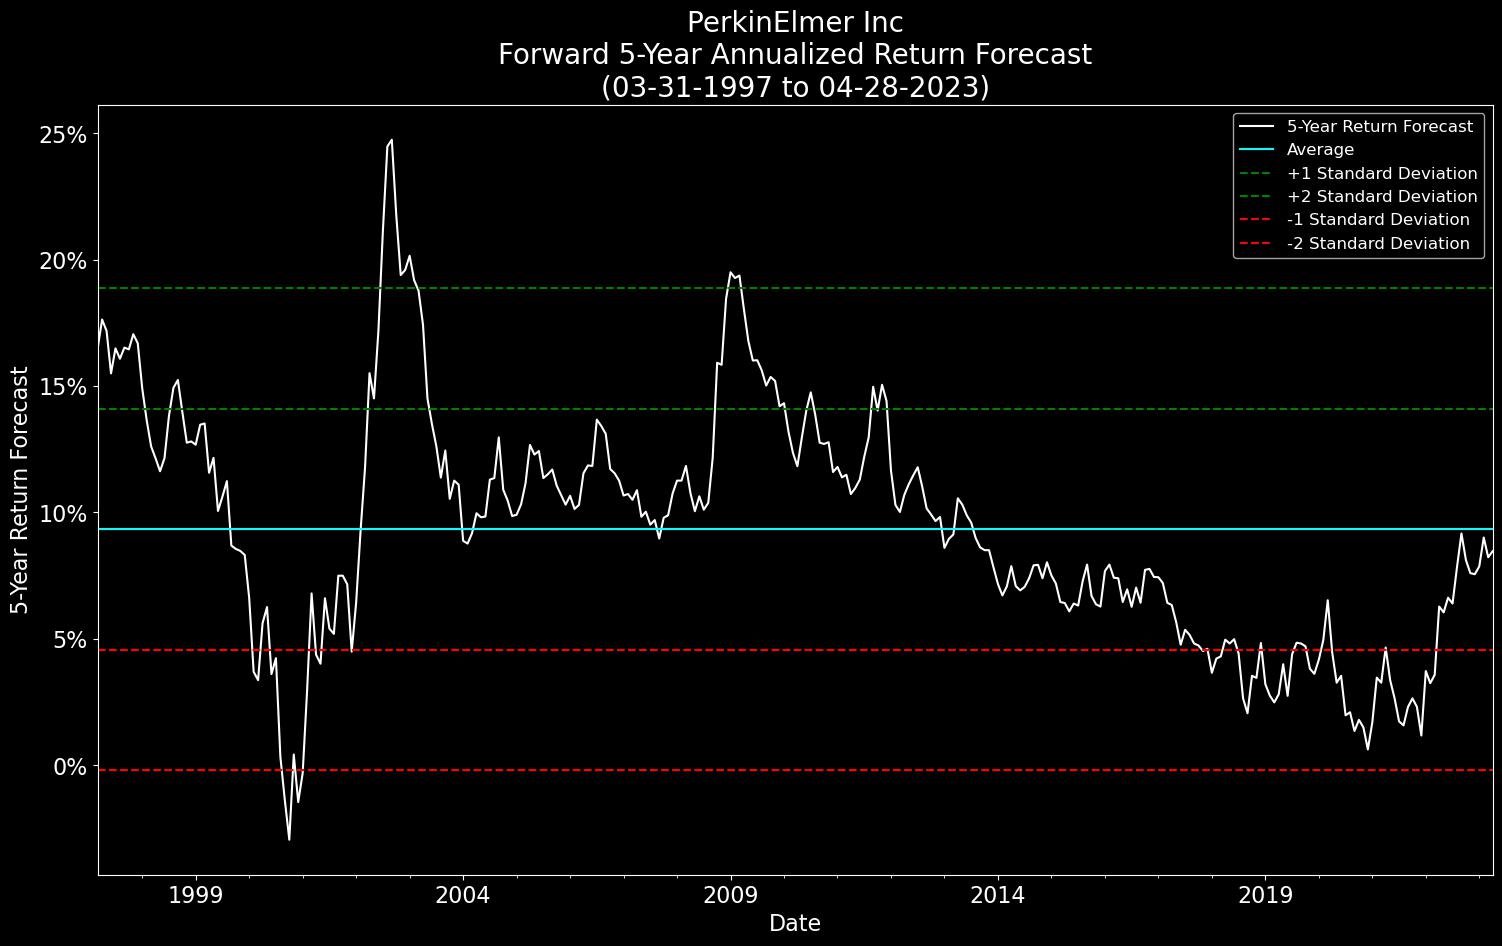 PerkinElmer Inc
Forward 5-Year Annualized Return Forecast
(03-31-1997 to 04-28-2023)
5-Year Return Forecast
Average
+1 Standard Deviation
+2 Standard Deviation
-1 Standard Deviation
-2 Standard Deviation
5-Year Return Forecast
25%
20%
15%
10%
5%
0%
1999
2004
2009
2014
2019
Date